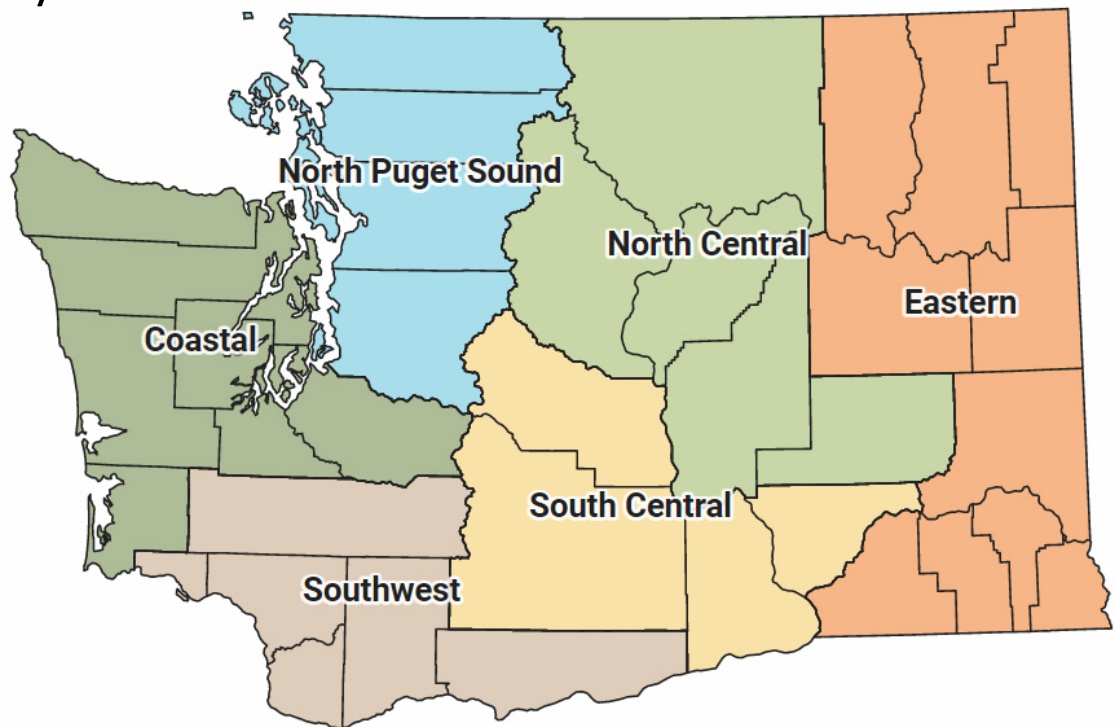 North Puget Sound
North Central
Eastern
Coastal
South Central
Southwest